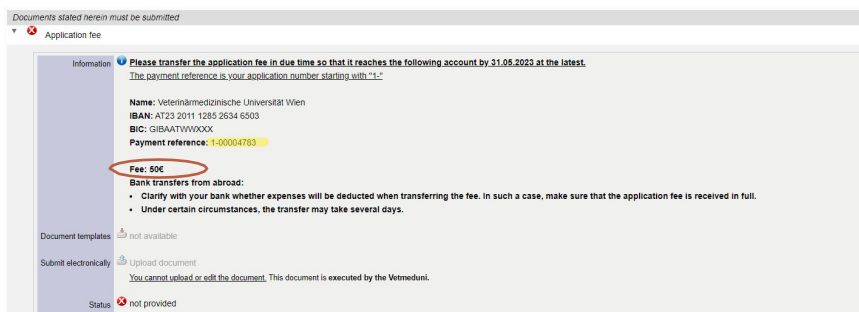 Documents stated herein must be submitted
Application fee
Information
Please transfer the application fee in due time so that it reaches the following account by 31.05.2023 at the latest.
The payment reference is your application number starting with "1-"
Name: Veterinärmedizinische Universität Wien
IBAN: AT23 2011 1285 2634 6503
BIC: GIBAATWWXXX
Payment reference: 1-00004783
Fee: 50€
Bank transfers from abroad:
• Clarify with your bank whether expenses will be deducted when transferring the fee. In such a case, make sure that the application fee is received in full.
• Under certain circumstances, the transfer may take several days.
Document templates not available
Submit electronically Upload document
You cannot upload or edit the document. This document is executed by the Vetmeduni.
Status not provided